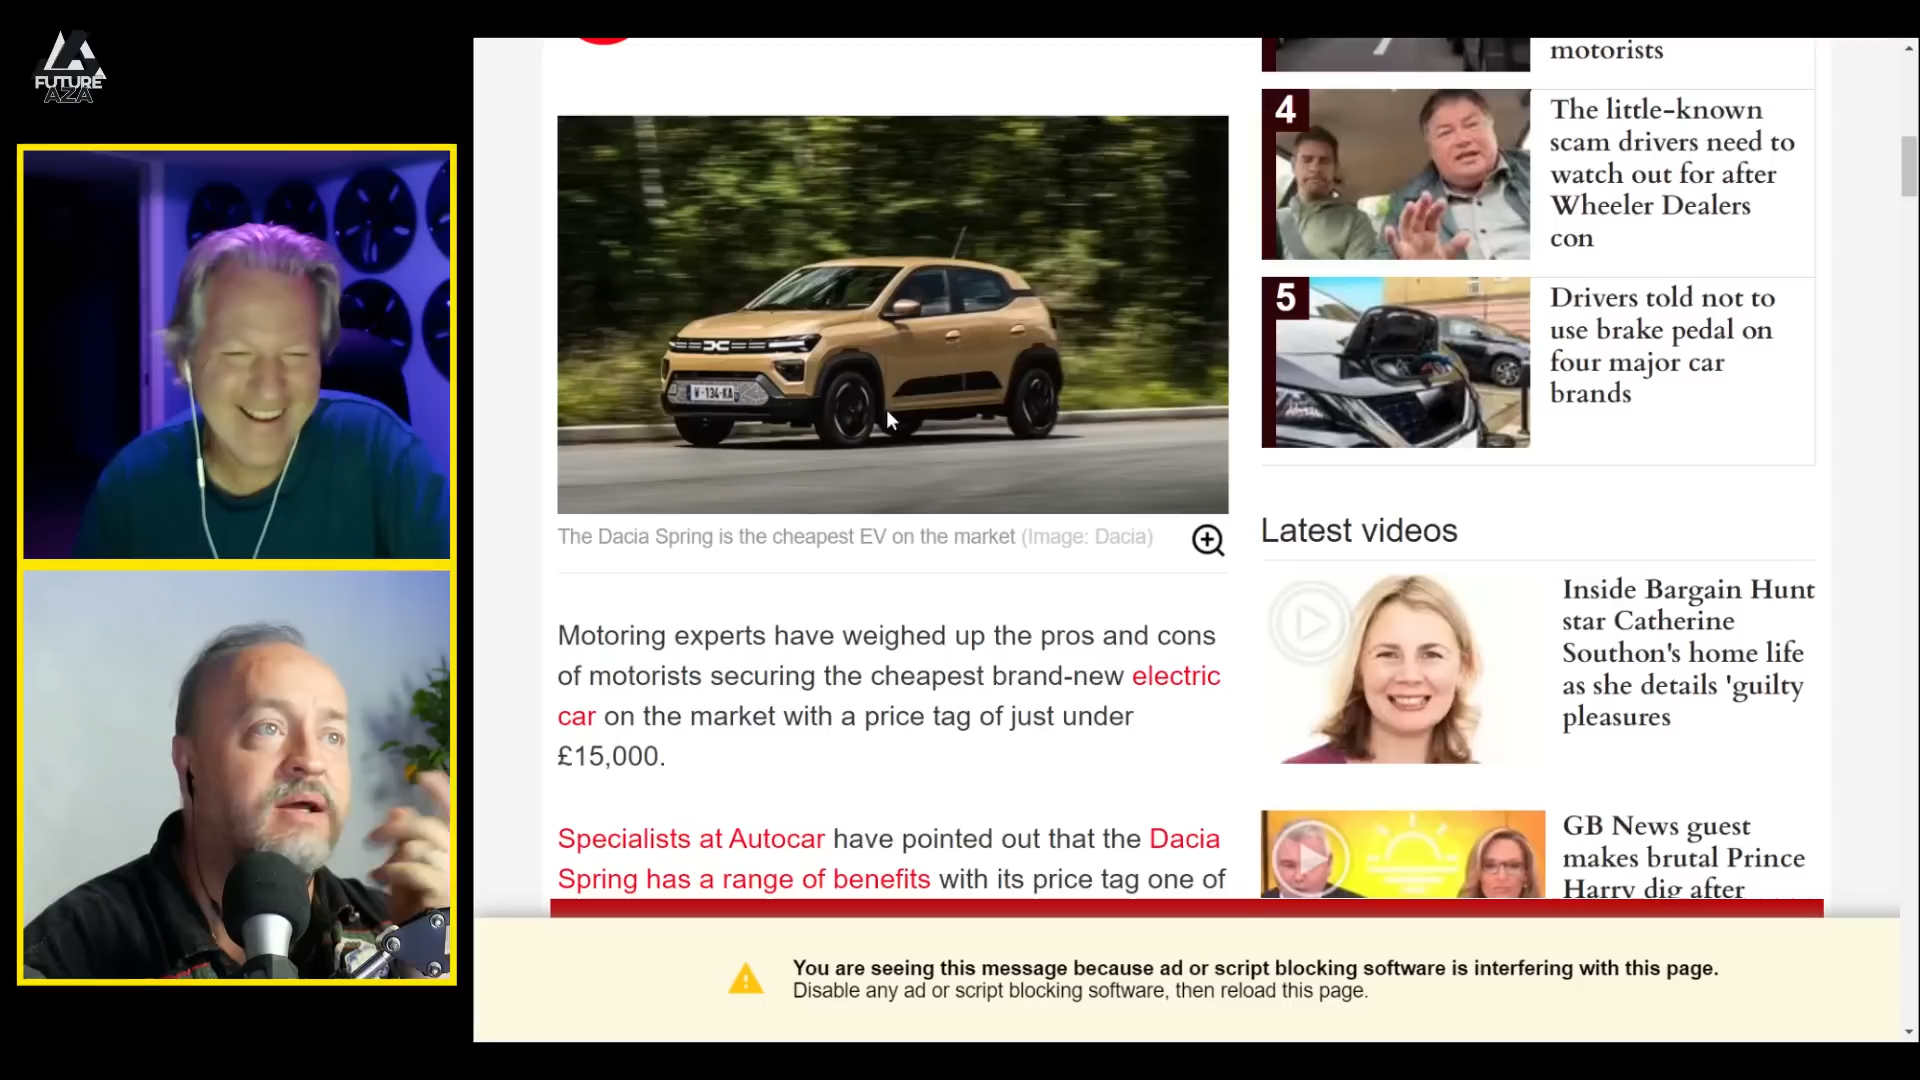 FUTURE
AZA
W-134-KA
The Dacia Spring is the cheapest EV on the market (Image: Dacia)
Motoring experts have weighed up the pros and cons
of motorists securing the cheapest brand-new electric
car on the market with a price tag of just under
£15,000.
Specialists at Autocar have pointed out that the Dacia
Spring has a range of benefits with its price tag one of
motorists
4
The little-known
scam drivers need to
watch out for after
Wheeler Dealers
con
5
Drivers told not to
use brake pedal on
four major car
brands
Latest videos
Inside Bargain Hunt
star Catherine
Southon's home life
as she details 'guilty
pleasures
GB News guest
makes brutal Prince
Harry dig after
You are seeing this message because ad or script blocking software is interfering with this page.
Disable any ad or script blocking software, then reload this page.